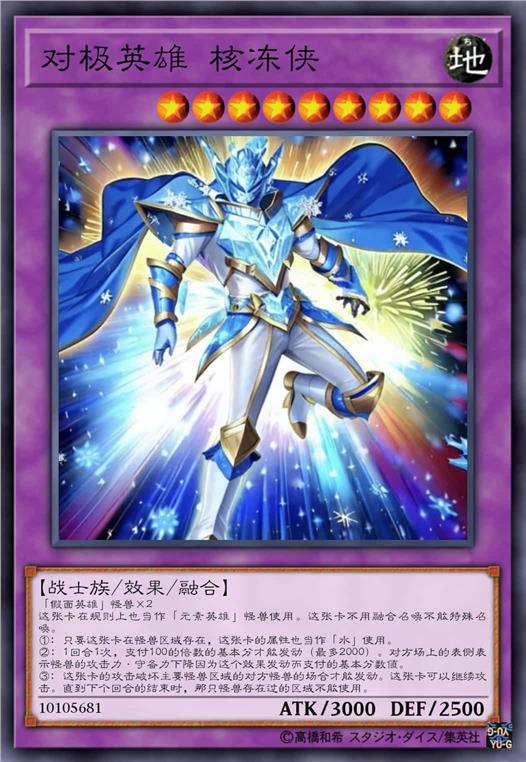 对极英雄 核冻侠
ち
地
【战士族/效果/融合】
「假面英雄」怪兽×2
这张卡在规则上也当作「元素英雄」怪兽使用。这张卡不用融合召唤不能特殊召
唤。
①：只要这张卡在怪兽区域存在，这张卡的属性也当作「水」使用。
②：1回合1次，支付100的倍数的基本分才能发动（最多2000）。对方场上的表侧表
示怪兽的攻击力·守备力下降因为这个效果发动而支付的基本分数值。
③：这张卡的攻击破坏主要怪兽区域的对方怪兽的场合才能发动。这张卡可以继续攻
击。直到下个回合的结束时，那只怪兽存在过的区域不能使用。
10105681
ATK/3000 DEF/2500
©高橋和希 スタジオ・ダイス/集英社
YU-G